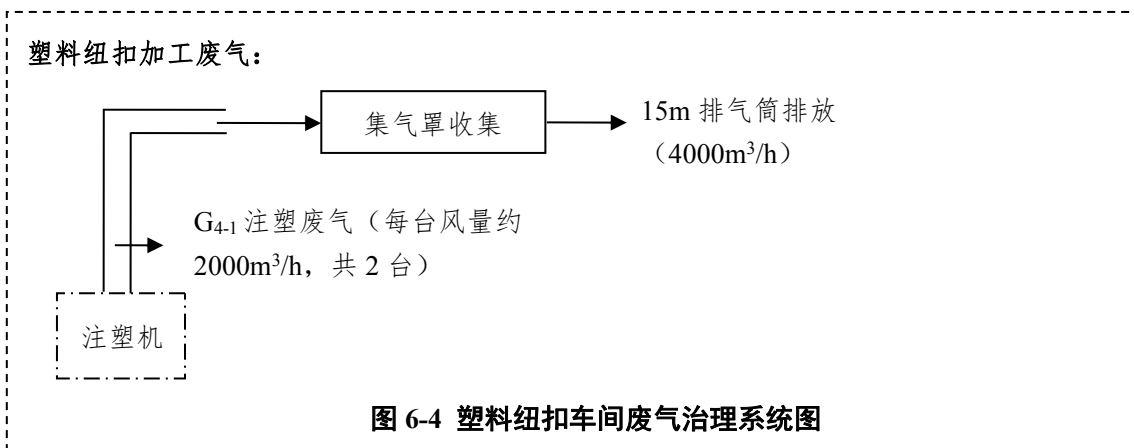 塑料纽扣加工废气：
集气罩收集
15m 排气筒排放
（4000m³/h）
G₄₋₁ 注塑废气（每台风量约
2000m³/h，共 2 台）
注塑机
图 6-4 塑料纽扣车间废气治理系统图